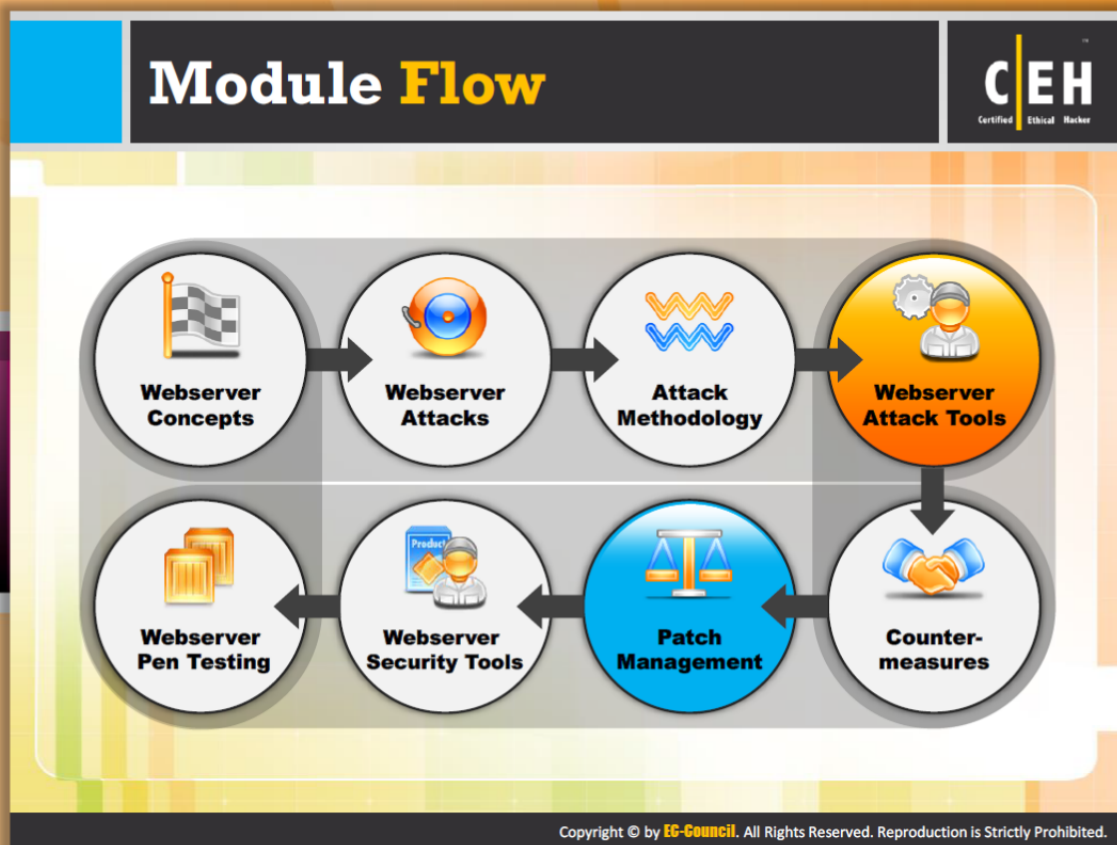 Module Flow
CEH
Certified Ethical Hacker
TM
Webserver
Concepts
Webserver
Attacks
Attack
Methodology
Webserver
Attack Tools
Product
Webserver
Pen Testing
Webserver
Security Tools
Patch
Management
Counter-
measures
Copyright © by EC-Council. All Rights Reserved. Reproduction is Strictly Prohibited.